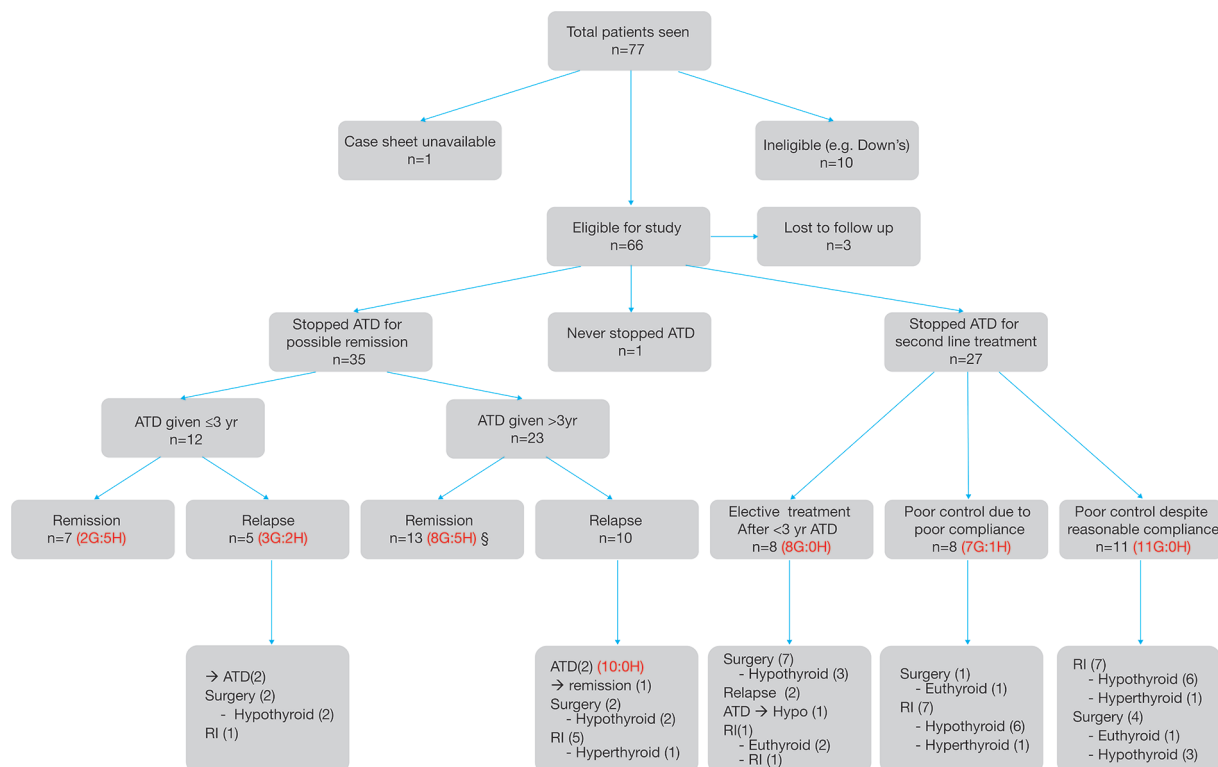 Total patients seen
n=77
Case sheet unavailable
n=1
Ineligible (e.g. Down's)
n=10
Eligible for study
n=66
Lost to follow up
n=3
Stopped ATD for
possible remission
n=35
Never stopped ATD
n=1
Stopped ATD for
second line treatment
n=27
ATD given ≤3 yr
n=12
ATD given >3yr
n=23
Remission
n=7 (2G:5H)
Relapse
n=5 (3G:2H)
Remission
n=13 (8G:5H) §
Relapse
n=10
Elective treatment
After <3 yr ATD
n=8 (8G:0H)
Poor control due to
poor compliance
n=8 (7G:1H)
Poor control despite
reasonable compliance
n=11 (11G:0H)
→ ATD(2)
Surgery (2)
- Hypothyroid (2)
RI (1)
ATD(2) (10:0H)
→ remission (1)
Surgery (2)
- Hypothyroid (2)
RI (5)
- Hyperthyroid (1)
Surgery (7)
- Hypothyroid (3)
Relapse (2)
ATD → Hypo (1)
RI(1)
- Euthyroid (2)
- RI (1)
Surgery (1)
- Euthyroid (1)
RI (7)
- Hypothyroid (6)
- Hyperthyroid (1)
RI (7)
- Hypothyroid (6)
- Hyperthyroid (1)
Surgery (4)
- Euthyroid (1)
- Hypothyroid (3)